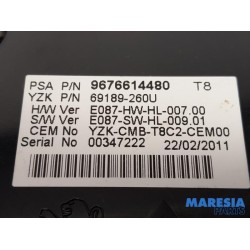 PSA P/N 9676614480 T8
YZK P/N 69189-260U
H/W Ver E087-HW-HL-007.00
S/W Ver E087-SW-HL-009.01
CEM No YZK-CMB-T8C2-CEM00
Serial No 00347222 22/02/2011
MARESIA
PARTS